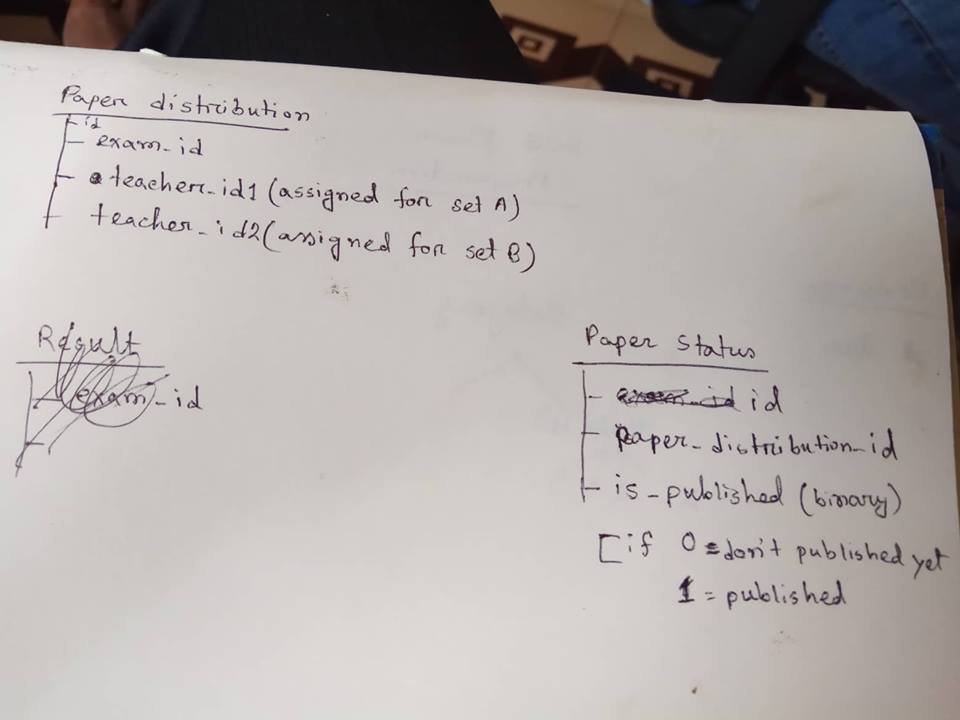 Paper distribution
id
exam_id
teacher_id1 (assigned for set A)
teacher_id2 (assigned for set B)
Result
exam_id
Paper Status
exam_id id
paper_distribution_id
is_published (binary)
[if 0 = don't published yet
1 = published